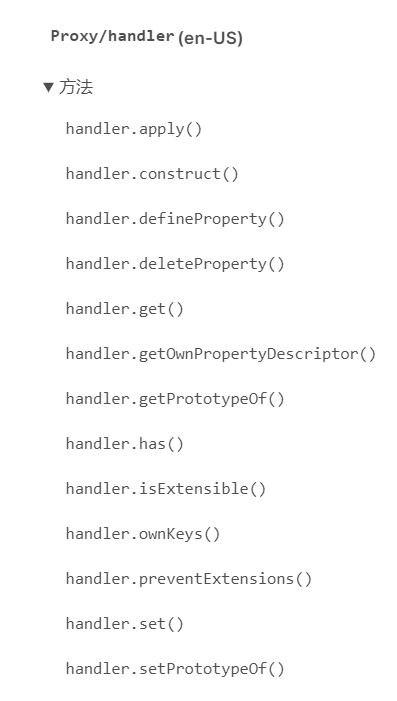 Proxy/handler (en-US)
▼ 方法
handler.apply()
handler.construct()
handler.defineProperty()
handler.deleteProperty()
handler.get()
handler.getOwnPropertyDescriptor()
handler.getPrototypeOf()
handler.has()
handler.isExtensible()
handler.ownKeys()
handler.preventExtensions()
handler.set()
handler.setPrototypeOf()